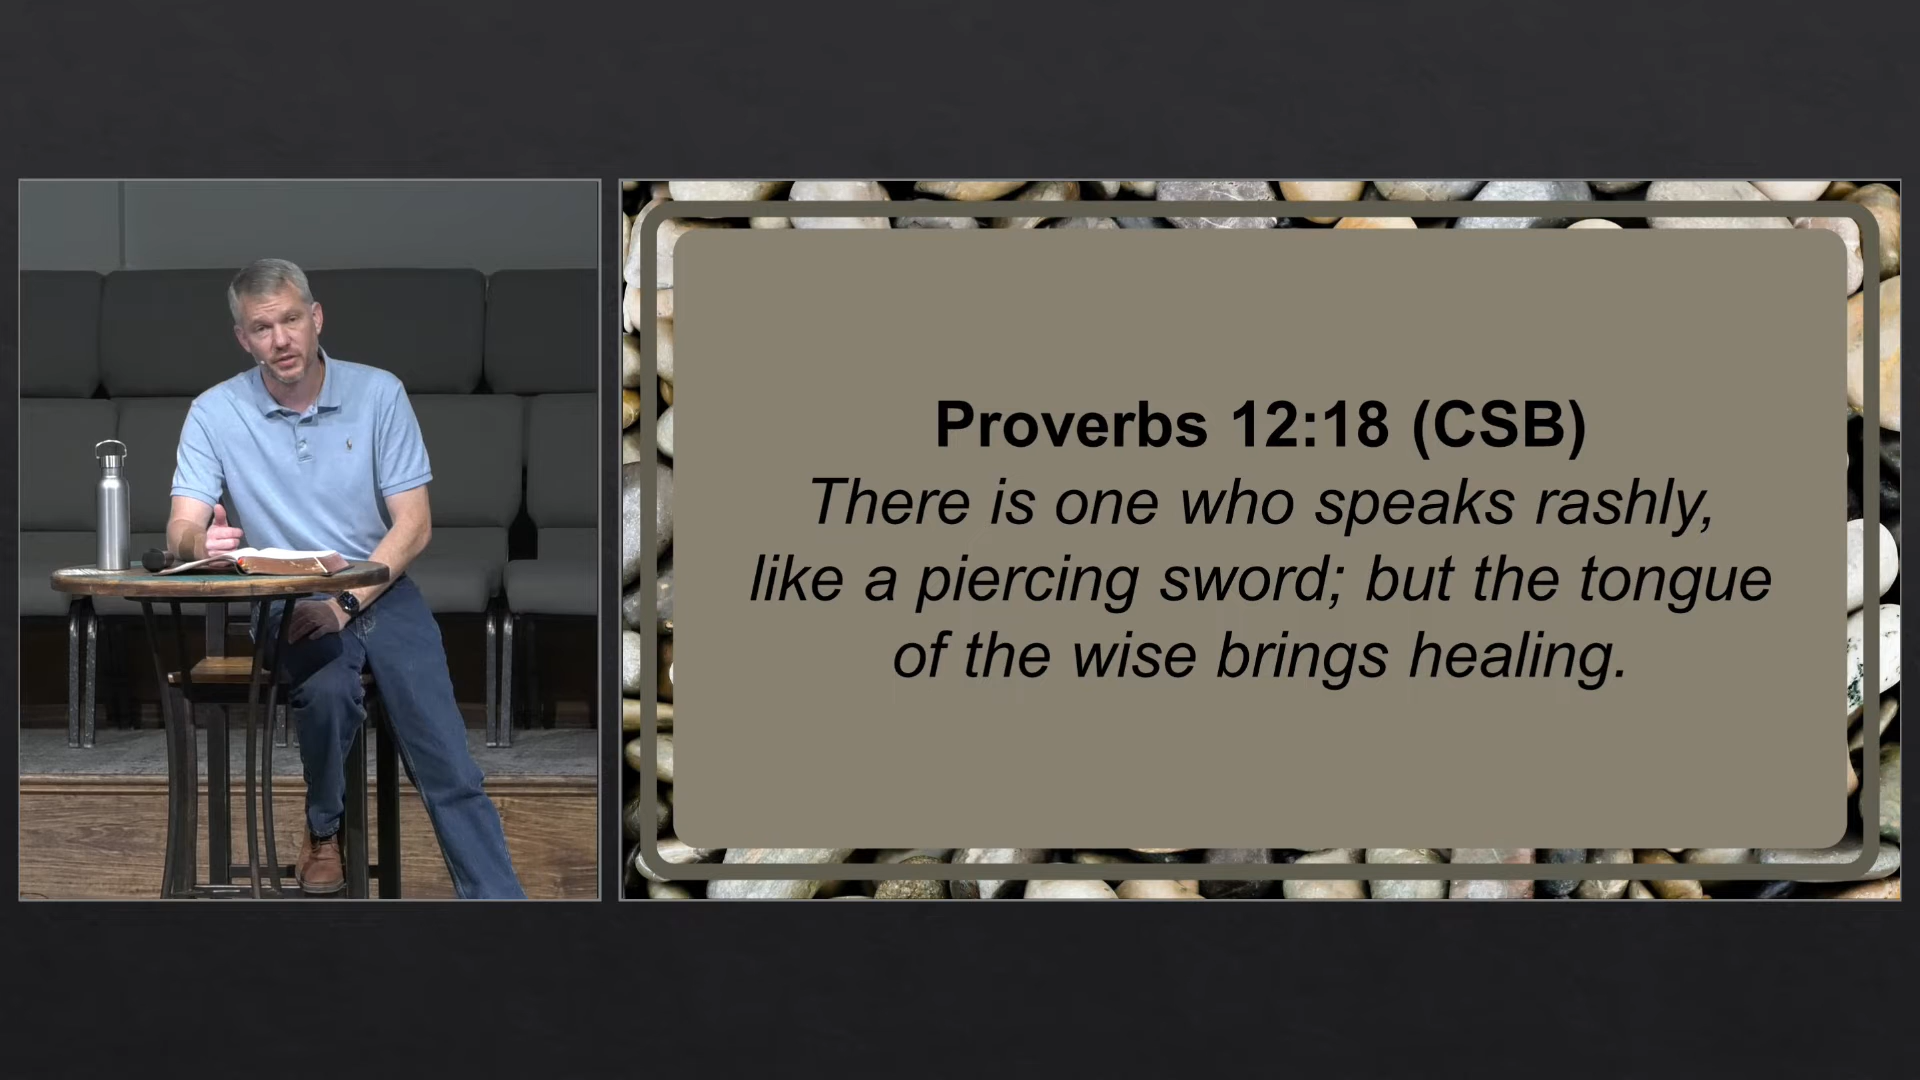 Proverbs 12:18 (CSB)
There is one who speaks rashly,
like a piercing sword; but the tongue
of the wise brings healing.